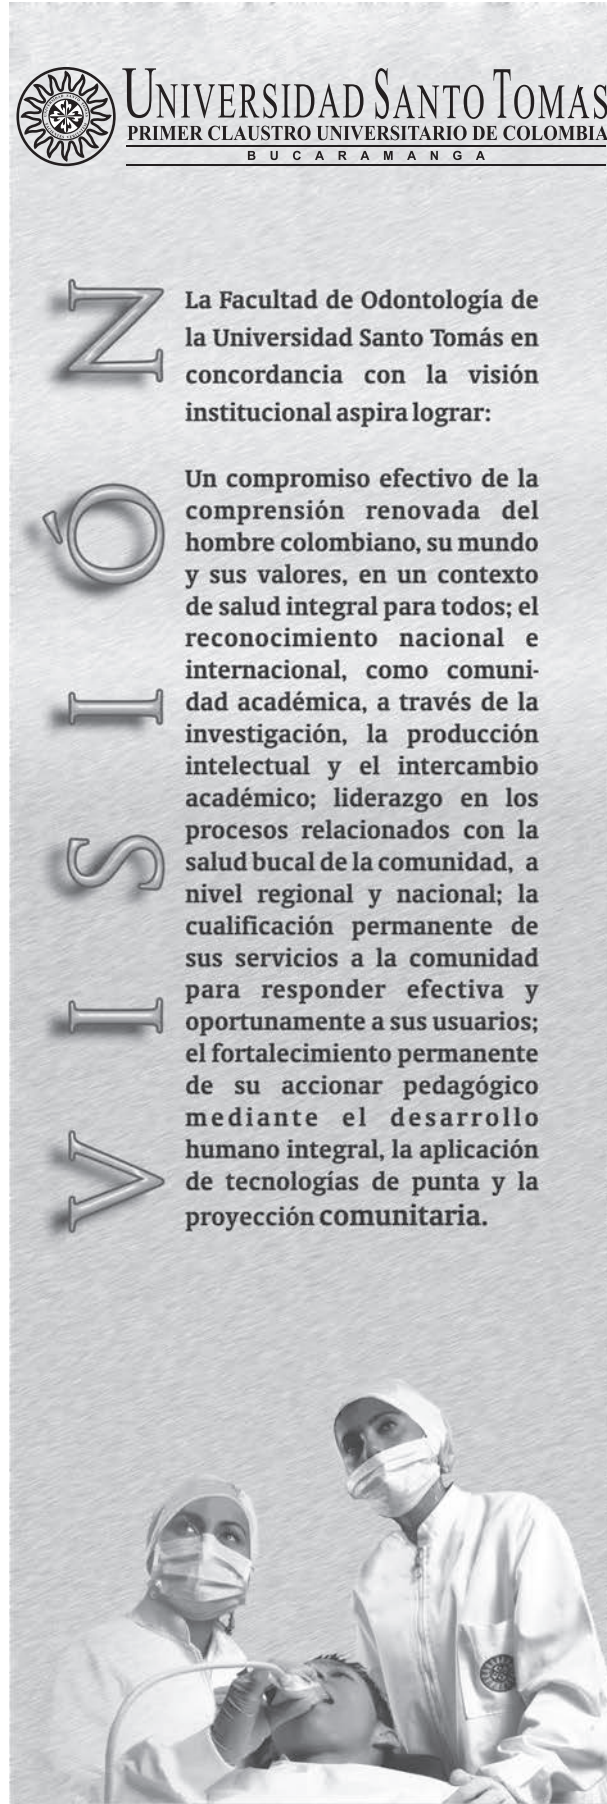 UNIVERSIDAD SANTO TOMÁS
PRIMER CLAUSTRO UNIVERSITARIO DE COLOMBIA
BUCARAMANGA
VISIÓN
La Facultad de Odontología de
la Universidad Santo Tomás en
concordancia con la visión
institucional aspira lograr:
Un compromiso efectivo de la
comprensión renovada del
hombre colombiano, su mundo
y sus valores, en un contexto
de salud integral para todos; el
reconocimiento nacional e
internacional, como comuni-
dad académica, a través de la
investigación, la producción
intelectual y el intercambio
académico; liderazgo en los
procesos relacionados con la
salud bucal de la comunidad, a
nivel regional y nacional; la
cualificación permanente de
sus servicios a la comunidad
para responder efectiva y
oportunamente a sus usuarios;
el fortalecimiento permanente
de su accionar pedagógico
mediante el desarrollo
humano integral, la aplicación
de tecnologías de punta y la
proyección comunitaria.